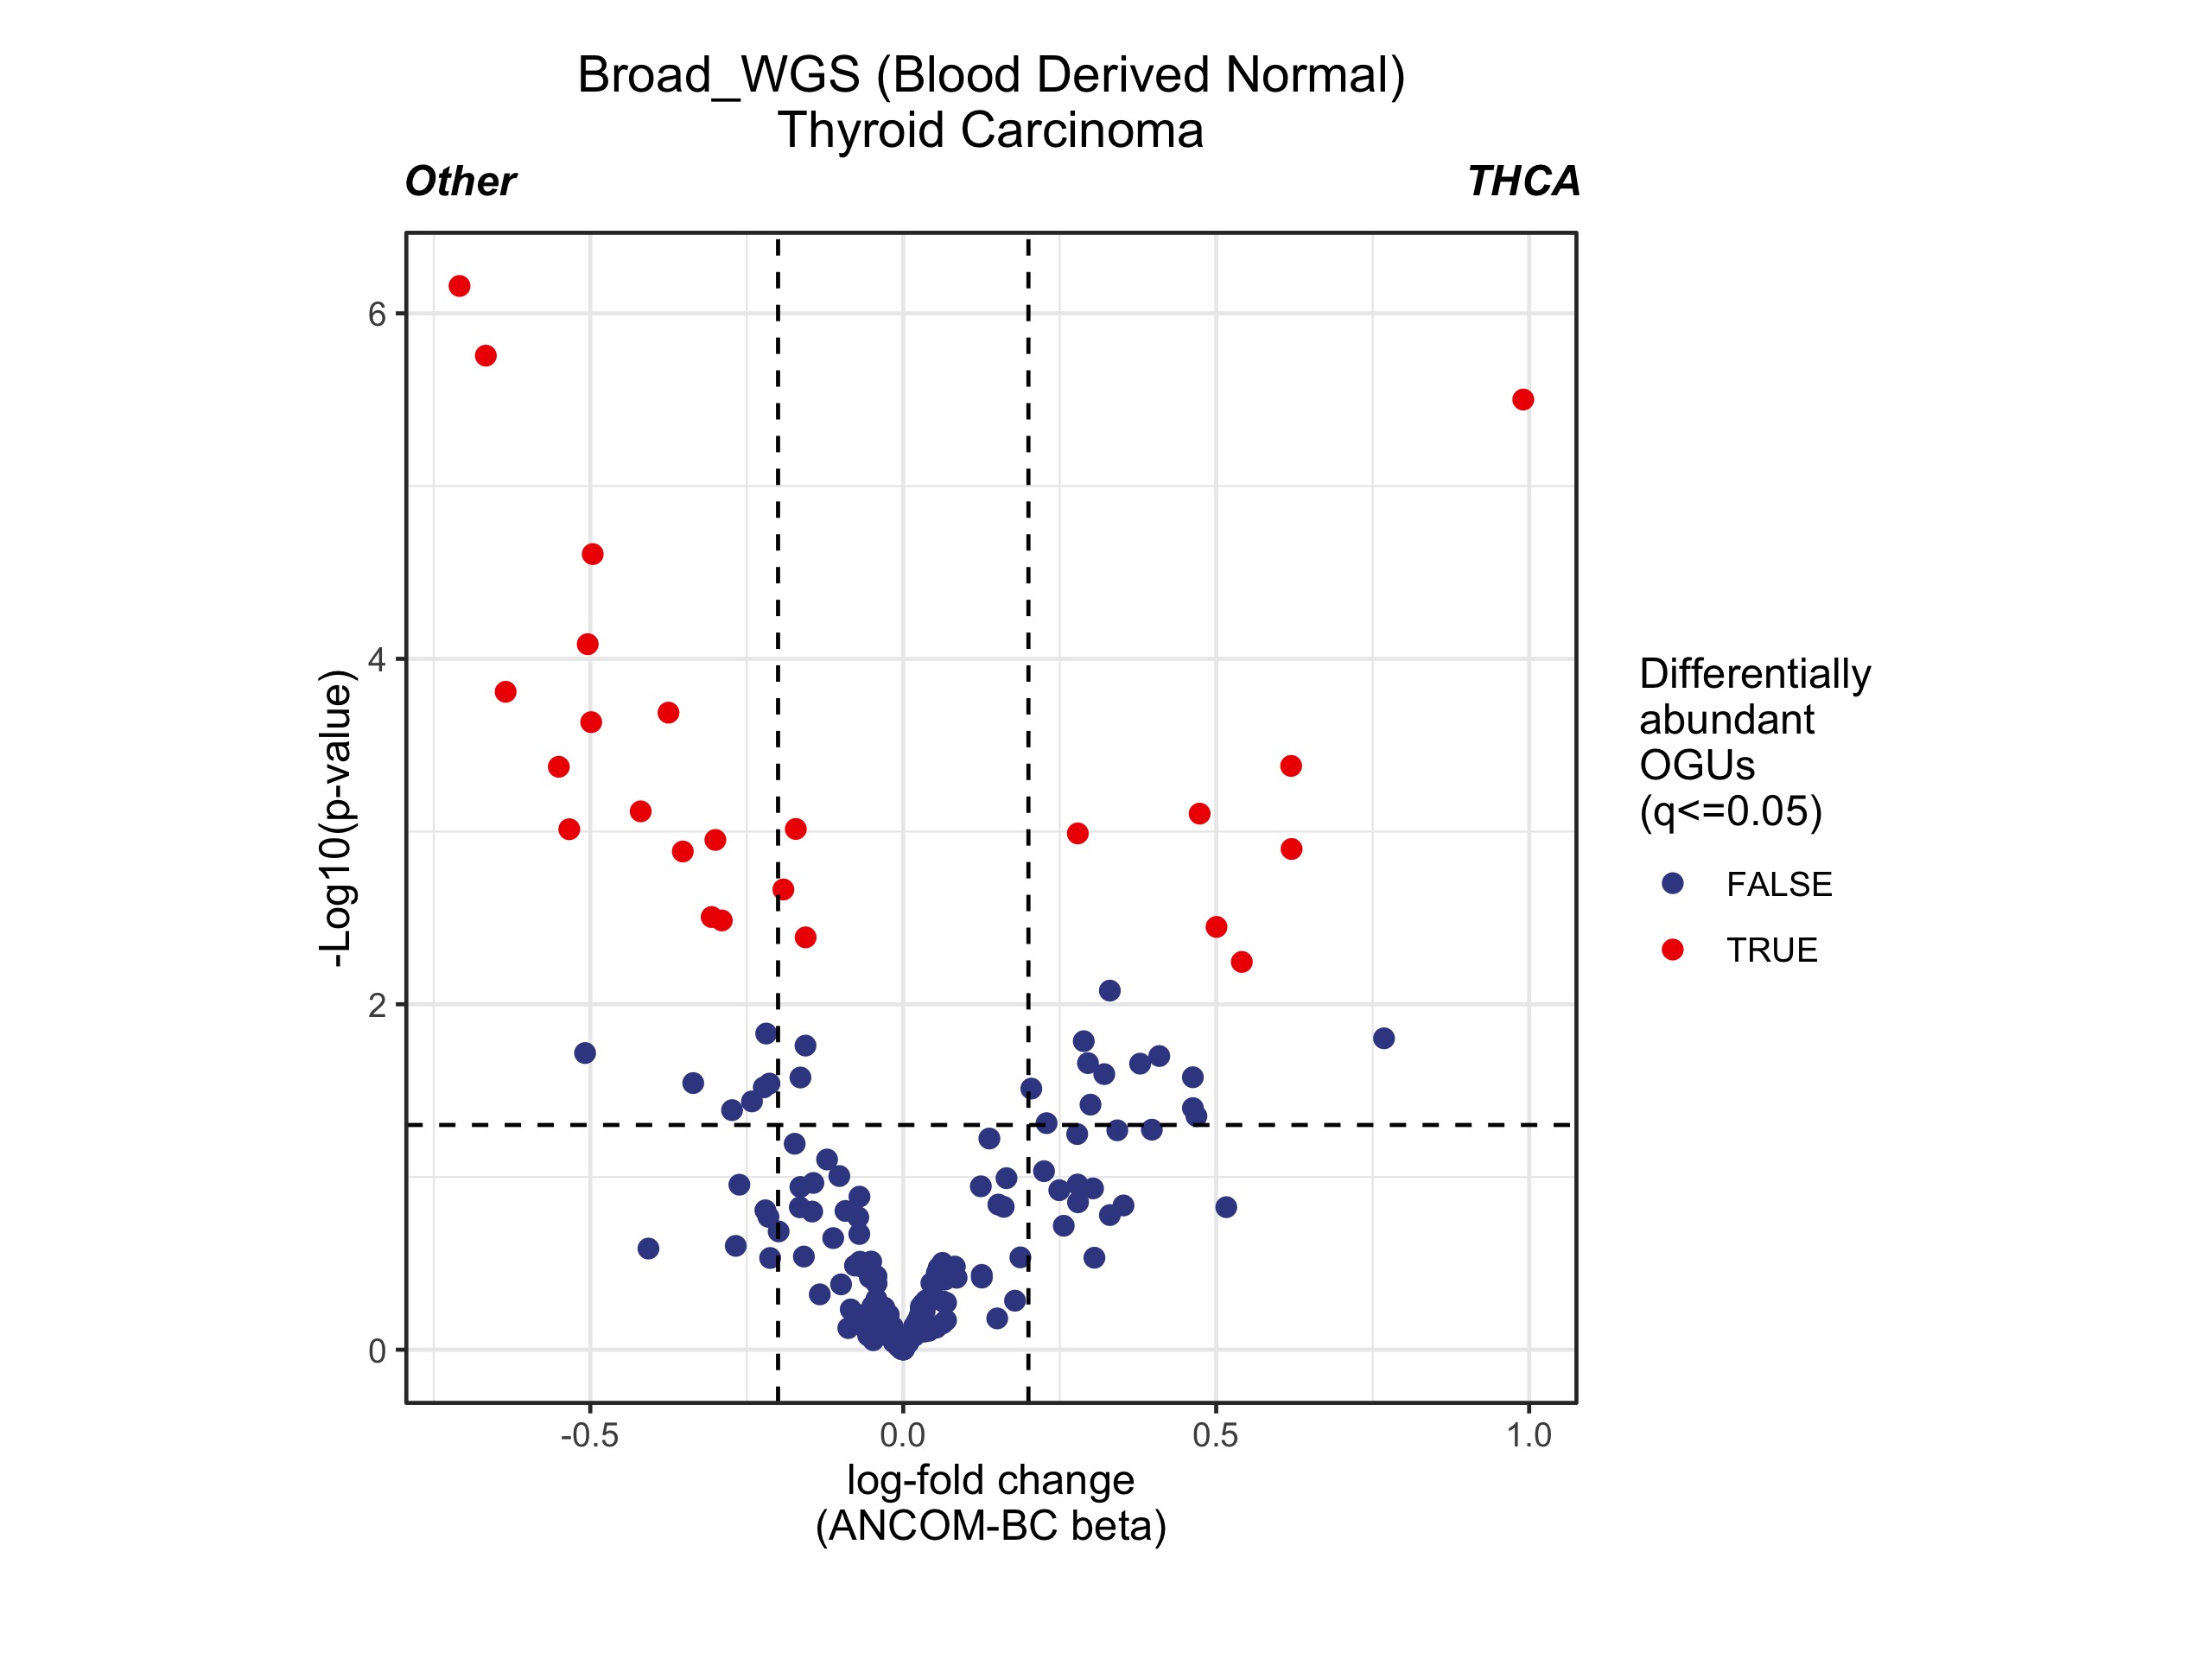 Broad_WGS (Blood Derived Normal)
Thyroid Carcinoma
Other
THCA
6
4
2
0
-Log10(p-value)
-0.5
0.0
0.5
1.0
log-fold change
(ANCOM-BC beta)
Differentially
abundant
OGUs
(q<=0.05)
FALSE
TRUE